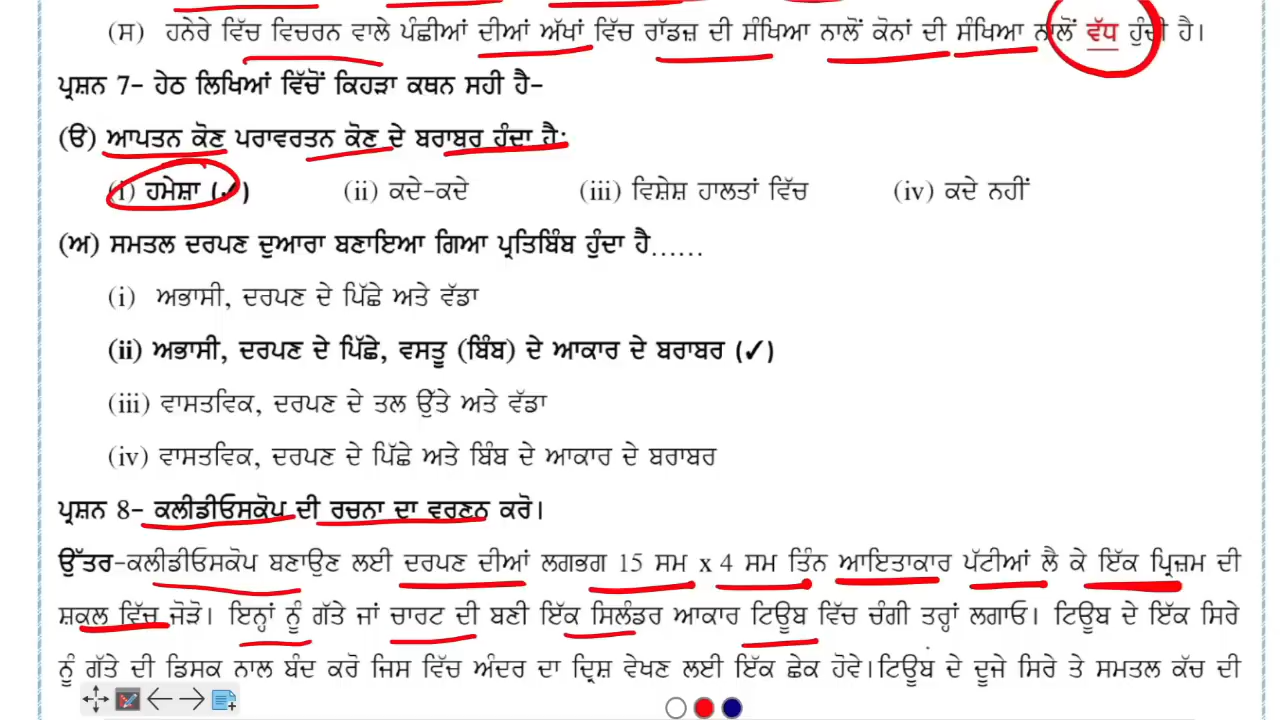 (ਸ) ਹਨੇਰੇ ਵਿੱਚ ਵਿਚਰਨ ਵਾਲੇ ਪੰਛੀਆਂ ਦੀਆਂ ਅੱਖਾਂ ਵਿੱਚ ਰਾੱਡਜ਼ ਦੀ ਸੰਖਿਆ ਨਾਲੋਂ ਕੋਨਾਂ ਦੀ ਸੰਖਿਆ ਨਾਲੋਂ ਵੱਧ ਹੁੰਦੀ ਹੈ।
ਪ੍ਰਸ਼ਨ 7- ਹੇਠ ਲਿਖਿਆਂ ਵਿੱਚੋਂ ਕਿਹੜਾ ਕਥਨ ਸਹੀ ਹੈ-
(ੳ) ਆਪਤਨ ਕੋਣ ਪਰਾਵਰਤਨ ਕੋਣ ਦੇ ਬਰਾਬਰ ਹੁੰਦਾ ਹੈ:
(i) ਹਮੇਸ਼ਾ (✓) (ii) ਕਦੇ-ਕਦੇ (iii) ਵਿਸ਼ੇਸ਼ ਹਾਲਤਾਂ ਵਿੱਚ (iv) ਕਦੇ ਨਹੀਂ
(ਅ) ਸਮਤਲ ਦਰਪਣ ਦੁਆਰਾ ਬਣਾਇਆ ਗਿਆ ਪ੍ਰਤਿਬਿੰਬ ਹੁੰਦਾ ਹੈ......
(i) ਅਭਾਸੀ, ਦਰਪਣ ਦੇ ਪਿੱਛੇ ਅਤੇ ਵੱਡਾ
(ii) ਅਭਾਸੀ, ਦਰਪਣ ਦੇ ਪਿੱਛੇ, ਵਸਤੂ (ਬਿੰਬ) ਦੇ ਆਕਾਰ ਦੇ ਬਰਾਬਰ (✓)
(iii) ਵਾਸਤਵਿਕ, ਦਰਪਣ ਦੇ ਤਲ ਉੱਤੇ ਅਤੇ ਵੱਡਾ
(iv) ਵਾਸਤਵਿਕ, ਦਰਪਣ ਦੇ ਪਿੱਛੇ ਅਤੇ ਬਿੰਬ ਦੇ ਆਕਾਰ ਦੇ ਬਰਾਬਰ
ਪ੍ਰਸ਼ਨ 8- ਕਲੀਡੀਓਸਕੋਪ ਦੀ ਰਚਨਾ ਦਾ ਵਰਣਨ ਕਰੋ।
ਉੱਤਰ-ਕਲੀਡੀਓਸਕੋਪ ਬਣਾਉਣ ਲਈ ਦਰਪਣ ਦੀਆਂ ਲਗਭਗ 15 ਸਮ x 4 ਸਮ ਤਿੰਨ ਆਇਤਾਕਾਰ ਪੱਟੀਆਂ ਲੈ ਕੇ ਇੱਕ ਪ੍ਰਿਜ਼ਮ ਦੀ
ਸ਼ਕਲ ਵਿੱਚ ਜੋੜੋ। ਇਨ੍ਹਾਂ ਨੂੰ ਗੱਤੇ ਜਾਂ ਚਾਰਟ ਦੀ ਬਣੀ ਇੱਕ ਸਿਲੰਡਰ ਆਕਾਰ ਟਿਊਬ ਵਿੱਚ ਚੰਗੀ ਤਰ੍ਹਾਂ ਲਗਾਓ। ਟਿਊਬ ਦੇ ਇੱਕ ਸਿਰੇ
ਨੂੰ ਗੱਤੇ ਦੀ ਡਿਸਕ ਨਾਲ ਬੰਦ ਕਰੋ ਜਿਸ ਵਿੱਚ ਅੰਦਰ ਦਾ ਦ੍ਰਿਸ਼ ਵੇਖਣ ਲਈ ਇੱਕ ਛੇਕ ਹੋਵੇ।ਟਿਊਬ ਦੇ ਦੂਜੇ ਸਿਰੇ ਤੇ ਸਮਤਲ ਕੱਚ ਦੀ